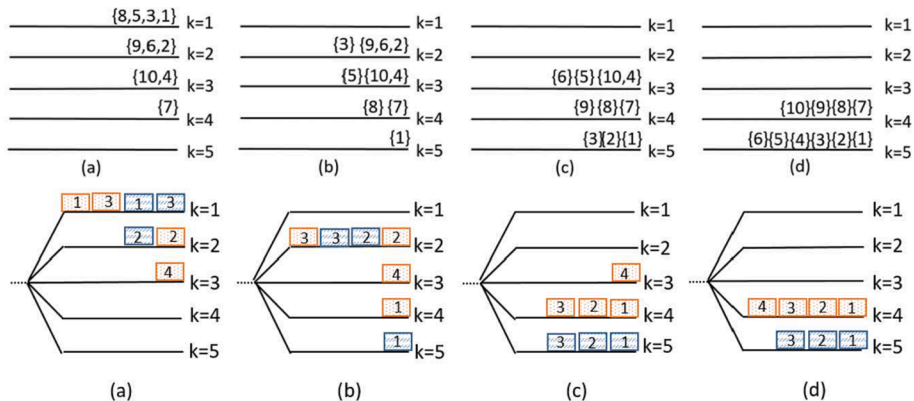 {8,5,3,1} k=1
{9,6,2} k=2
{10,4} k=3
{7} k=4
k=5
(a)
k=1
{3} {9,6,2} k=2
{5}{10,4} k=3
{8} {7} k=4
{1} k=5
(b)
k=1
k=2
{6}{5}{10,4} k=3
{9}{8}{7} k=4
{3}{2}{1} k=5
(c)
k=1
k=2
k=3
{10}{9}{8}{7} k=4
{6}{5}{4}{3}{2}{1} k=5
(d)
1 3 1 3 k=1
2 2 k=2
4 k=3
k=4
k=5
(a)
k=1
3 3 2 2 k=2
4 k=3
1 k=4
1 k=5
(b)
k=1
k=2
4 k=3
3 2 1 k=4
3 2 1 k=5
(c)
k=1
k=2
k=3
4 3 2 1 k=4
3 2 1 k=5
(d)